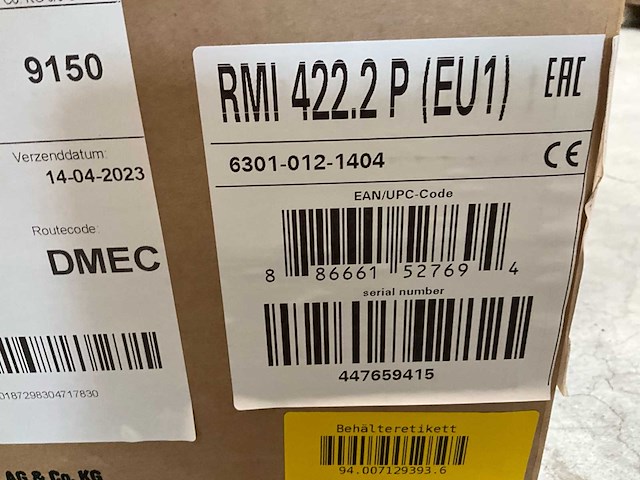 9150
Verzenddatum:
14-04-2023
Routecode:
DMEC
0187298304717830
AG & Co. KG
RMI 422.2 P (EU1)
EAC
6301-012-1404
CE
EAN/UPC-Code
8 86661 52769 4
serial number
447659415
Behälteretikett
94.007129393.6